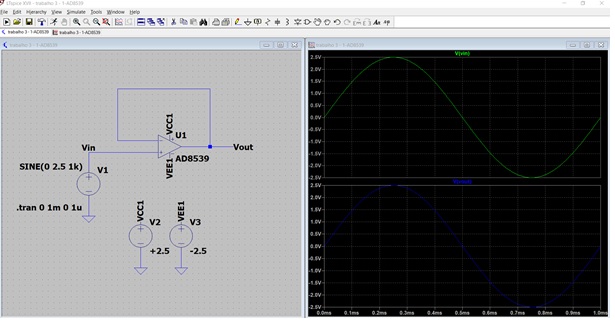 LTspice XVII - trabalho 3 - 1-AD8539
File Edit Hierarchy View Simulate Tools Window Help
trabalho 3 - 1-AD8539 trabalho 3 - 1-AD8539
trabalho 3 - 1-AD8539
VCC1
U1
Vin
Vout
VEE1
AD8539
SINE(0 2.5 1k)
V1
.tran 0 1m 0 1u
VCC1
VEE1
V2
V3
+2.5
-2.5
trabalho 3 - 1-AD8539
V(vin)
2.5V
2.0V
1.5V
1.0V
0.5V
0.0V
-0.5V
-1.0V
-1.5V
-2.0V
-2.5V
V(vout)
2.5V
2.0V
1.5V
1.0V
0.5V
0.0V
-0.5V
-1.0V
-1.5V
-2.0V
-2.5V
0.0ms 0.1ms 0.2ms 0.3ms 0.4ms 0.5ms 0.6ms 0.7ms 0.8ms 0.9ms 1.0ms